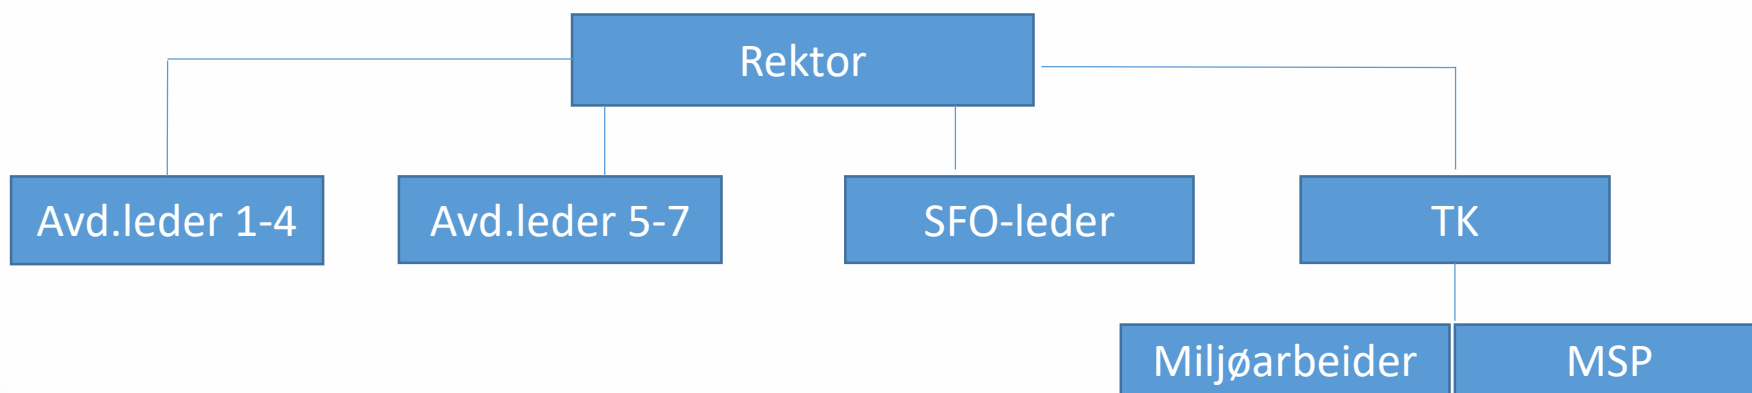 Rektor
Avd.leder 1-4
Avd.leder 5-7
SFO-leder
TK
Miljøarbeider
MSP